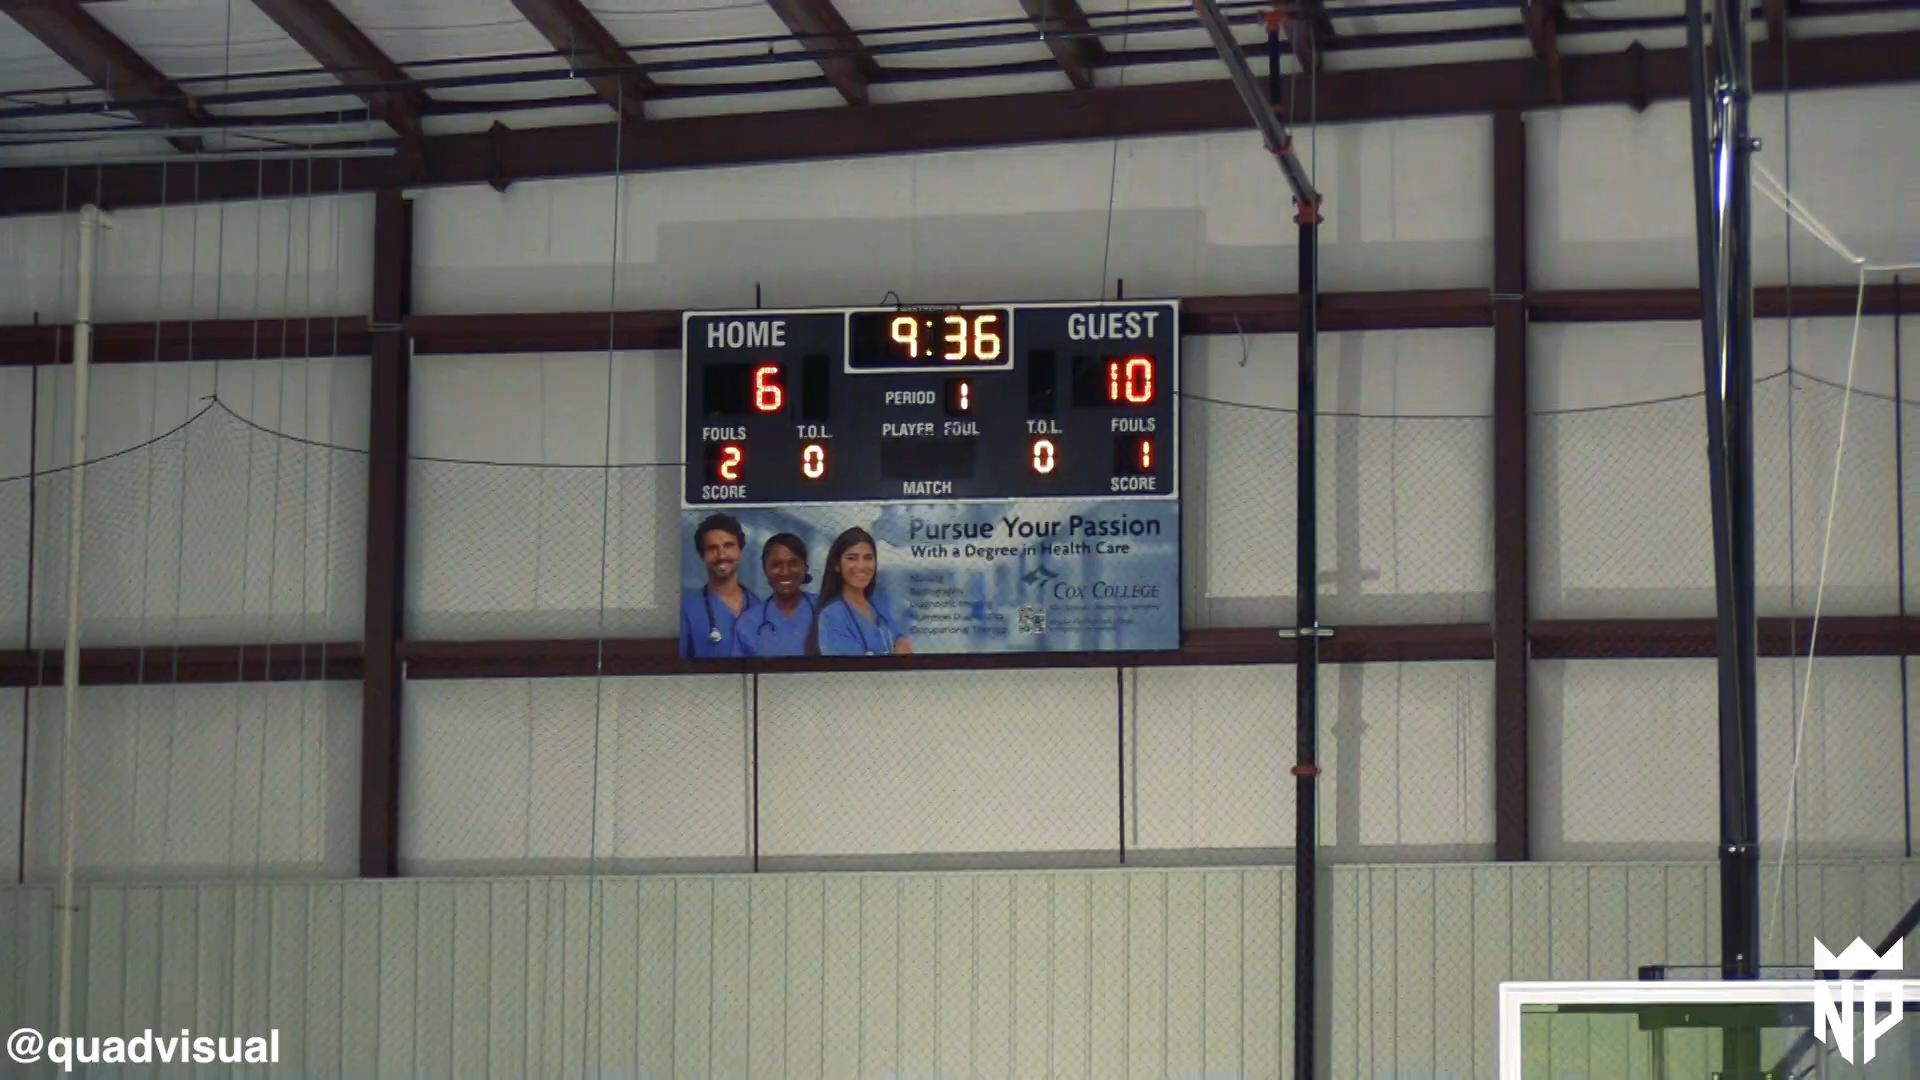 HOME 9:36 GUEST
6 PERIOD 1 10
FOULS T.O.L. PLAYER FOUL T.O.L. FOULS
2 0 0 1
SCORE MATCH SCORE
Pursue Your Passion
With a Degree in Health Care
COX COLLEGE
@quadvisual
NP